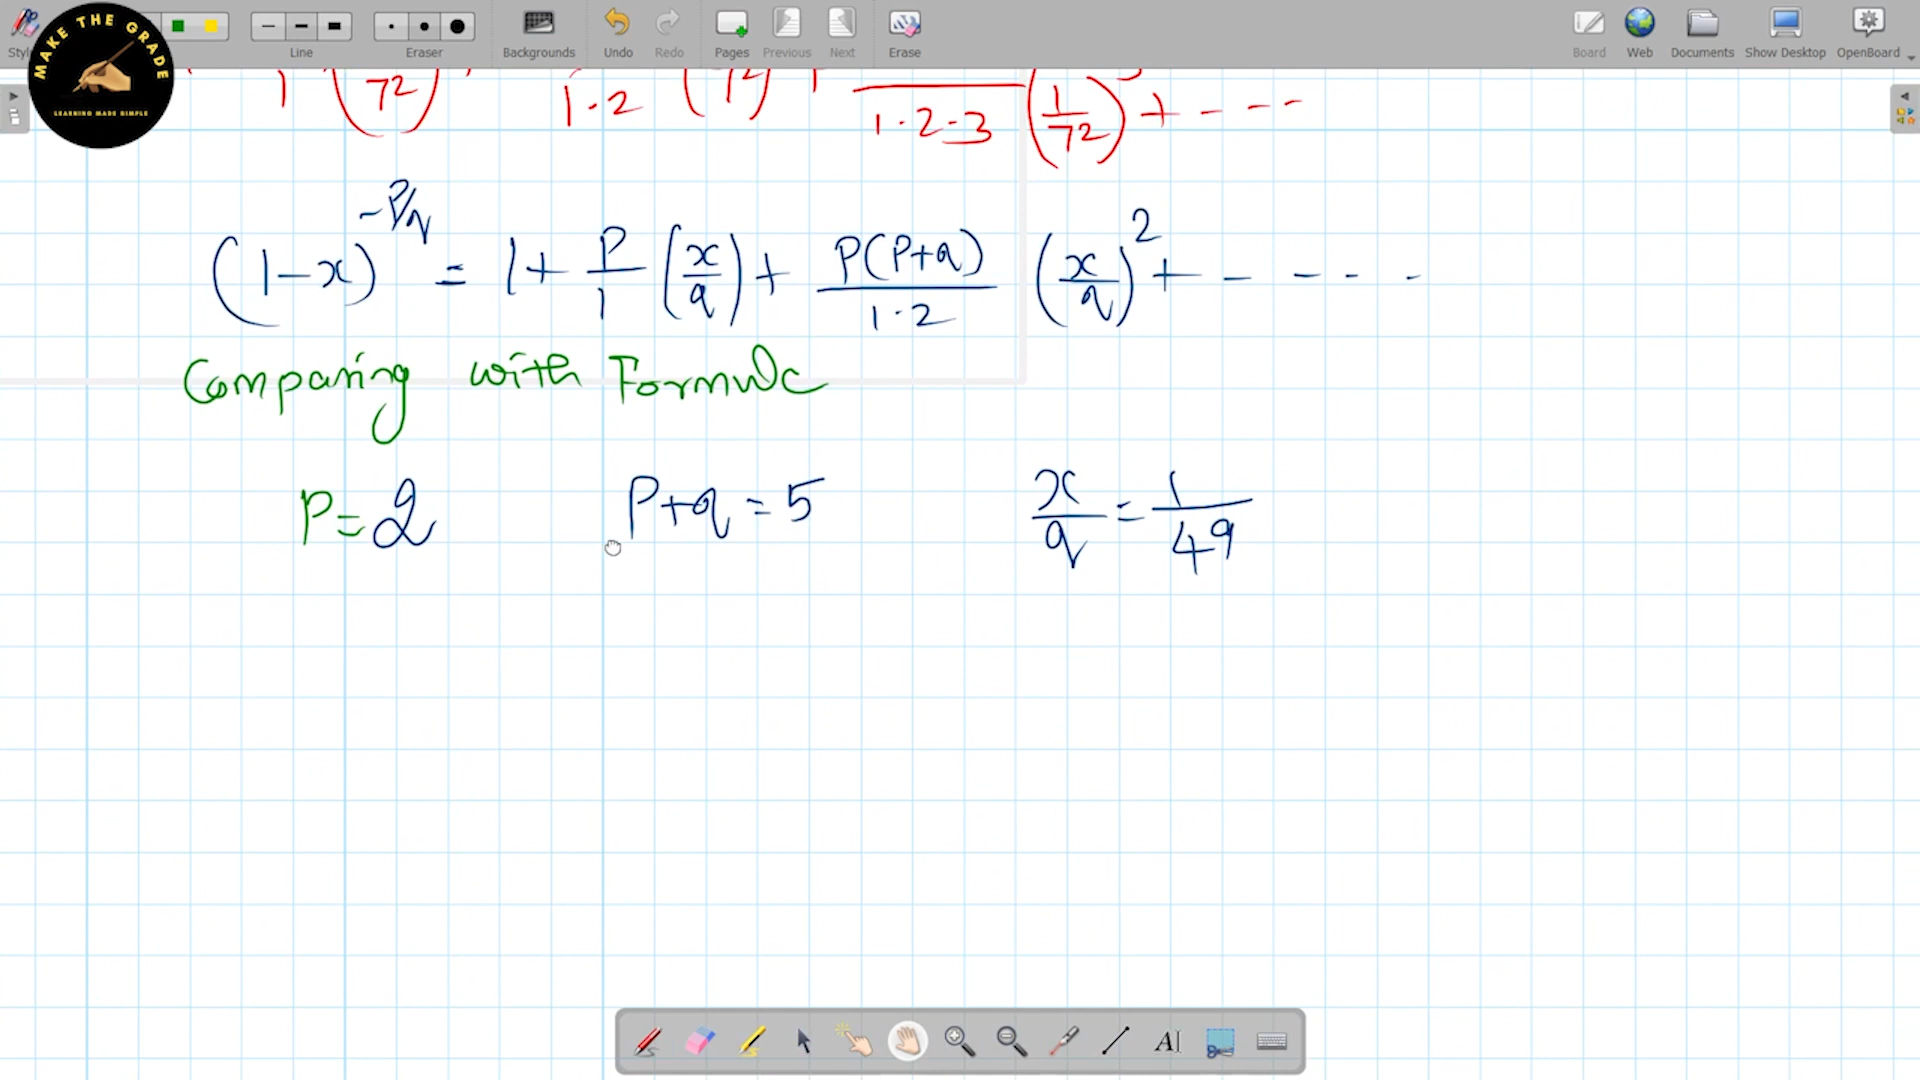 Line
Eraser
Backgrounds
Undo
Redo
Pages
Previous
Next
Erase
Board
Web
Documents
Show Desktop
OpenBoard
MAKE THE GRADE
LEARNING MADE SIMPLE
1 (72) 1·2 1·2·3 (1/72) + - - -
(1-x)^{-P/q} = 1 + P/1 (x/q) + P(P+q)/1·2 (x/q)^2 + - - - -
Comparing with Formula
P=2 P+q=5 x/q=1/49
AI